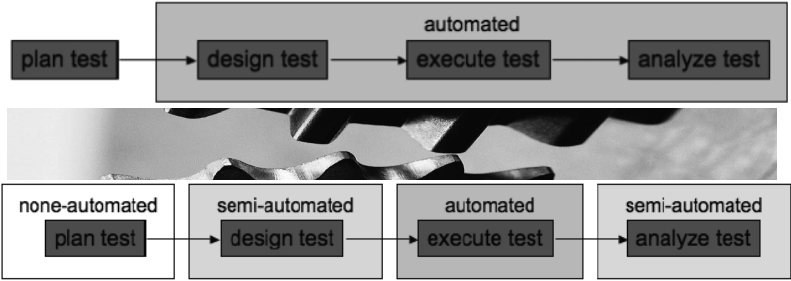 automated
plan test design test execute test analyze test
none-automated semi-automated automated semi-automated
plan test design test execute test analyze test